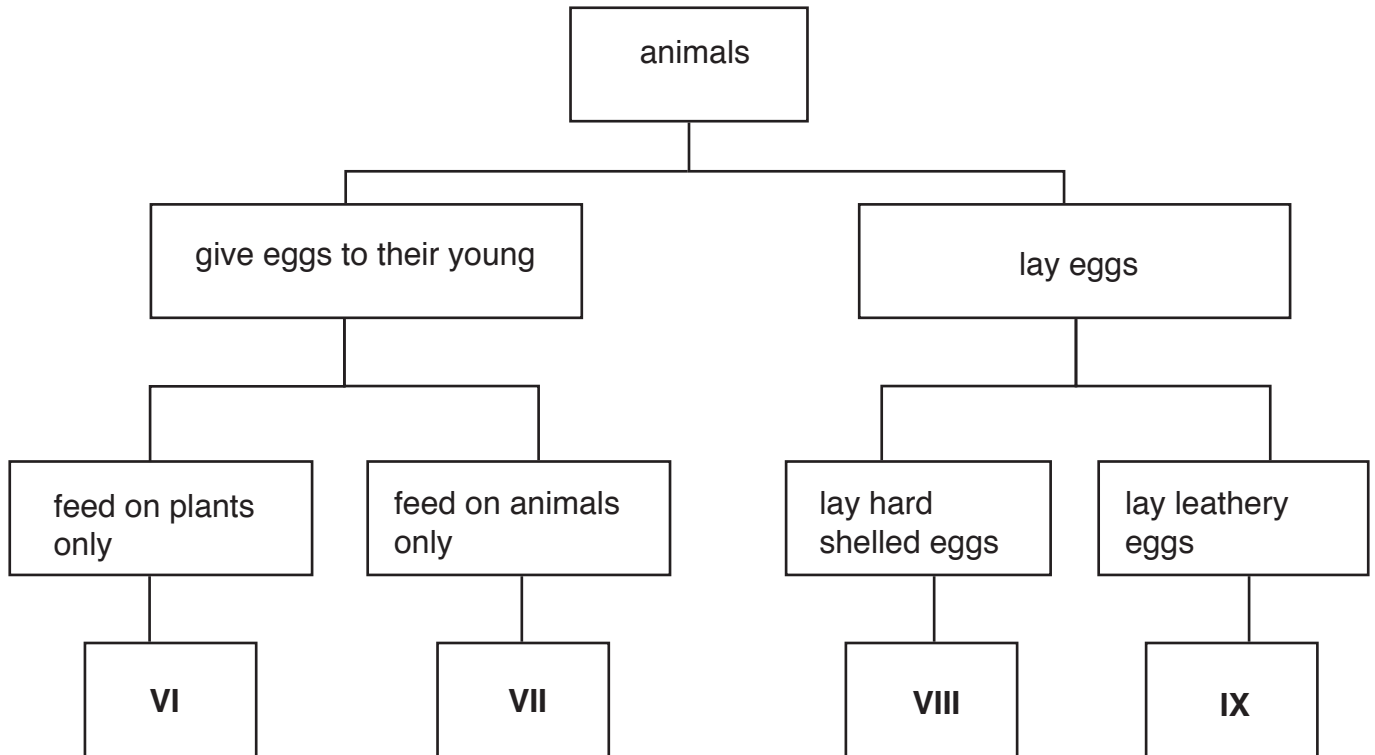 animals
give eggs to their young
lay eggs
feed on plants
only
feed on animals
only
lay hard
shelled eggs
lay leathery
eggs
VI
VII
VIII
IX